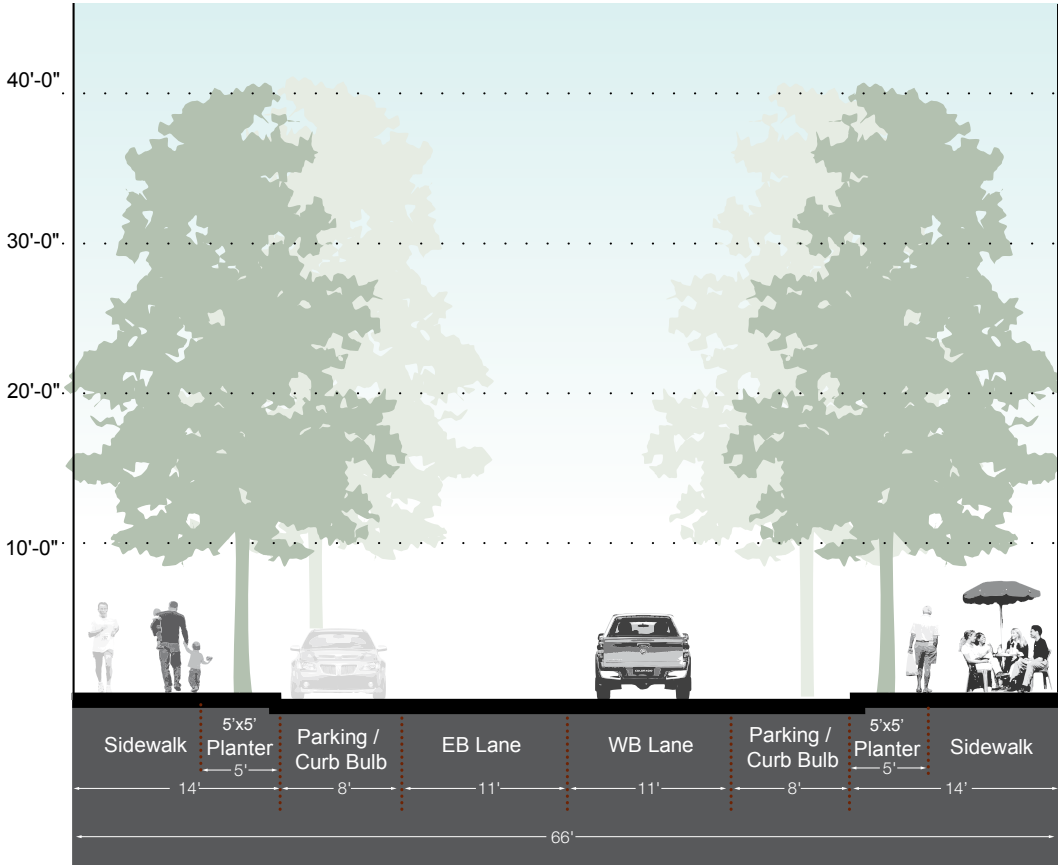 40'-0"
30'-0"
20'-0"
10'-0"
Sidewalk
5’x5’
Planter
5'
14'
Parking /
Curb Bulb
8'
EB Lane
11'
WB Lane
11'
Parking /
Curb Bulb
8'
5’x5’
Planter
5'
Sidewalk
14'
66'